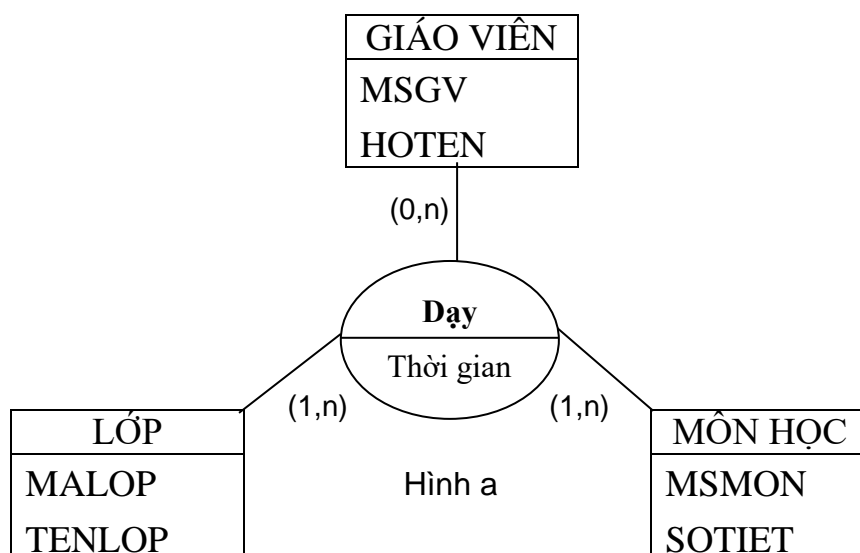 GIÁO VIÊN
MSGV
HOTEN
(0,n)
Dạy
Thời gian
(1,n)
(1,n)
LỚP
MALOP
TENLOP
Hình a
MÔN HỌC
MSMON
SOTIET